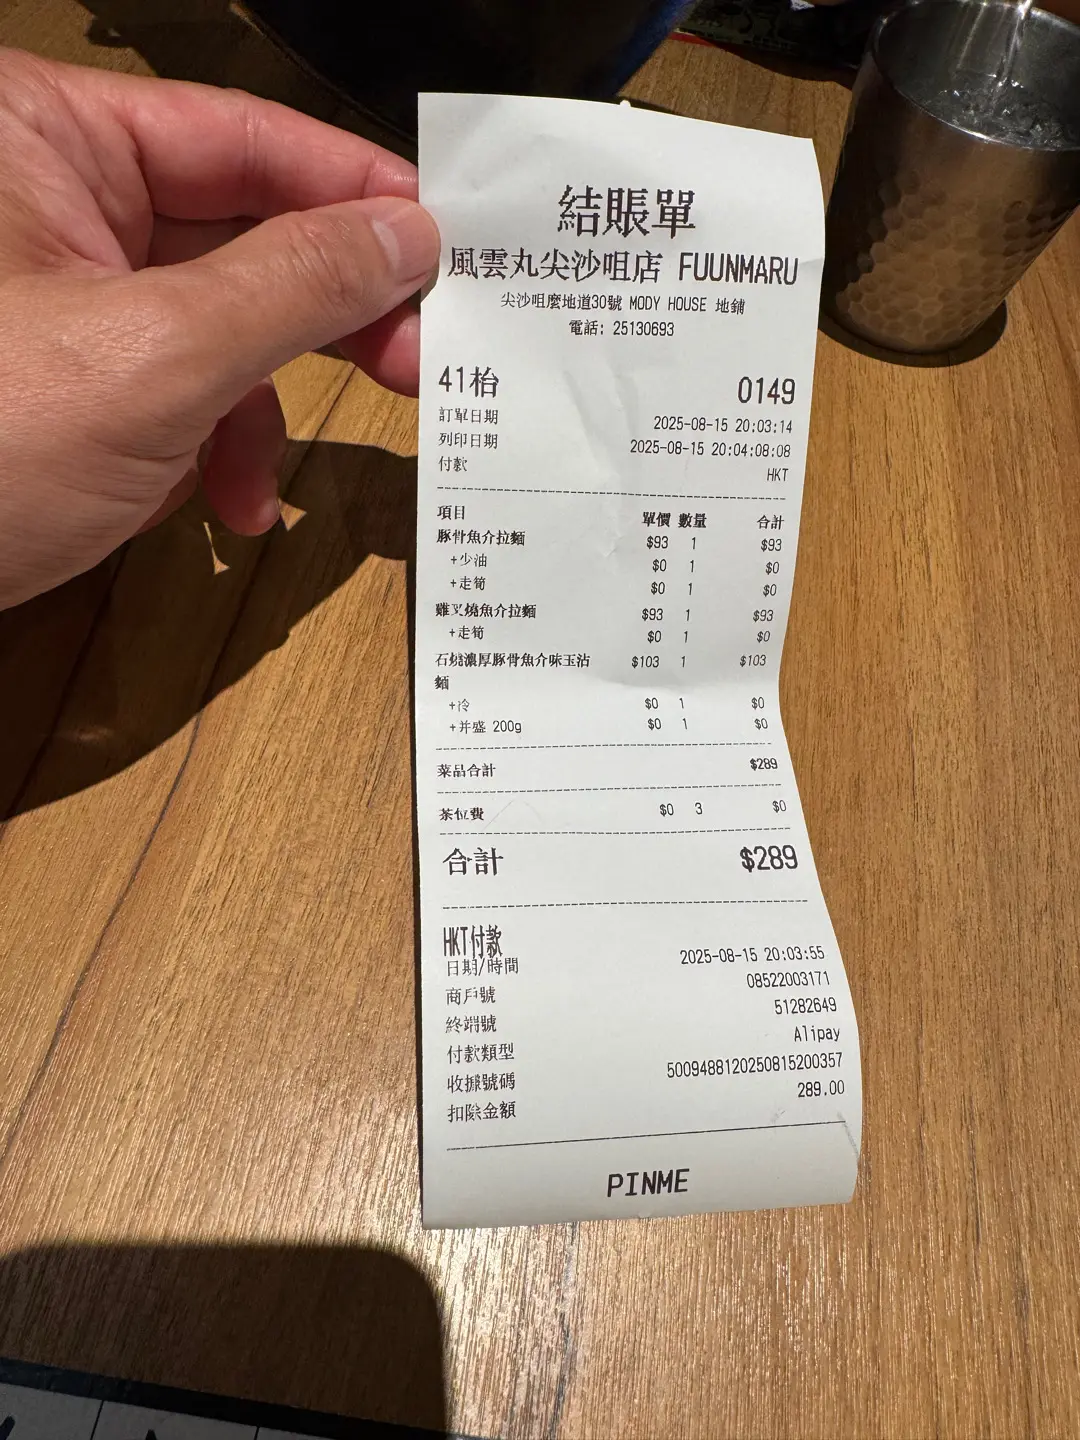 結賬單
風雲丸尖沙咀店 FUUNMARU
尖沙咀麼地道30號 MODY HOUSE 地鋪
電話: 25130693
41枱 0149
訂單日期 2025-08-15 20:03:14
列印日期 2025-08-15 20:04:08:08
付款 HKT
項目 單價 數量 合計
豚骨魚介拉麵 $93 1 $93
+少油 $0 1 $0
+走筍 $0 1 $0
雞叉燒魚介拉麵 $93 1 $93
+走筍 $0 1 $0
石燒濃厚豚骨魚介味玉沾 $103 1 $103
麵
+冷 $0 1 $0
+并盛 200g $0 1 $0
菜品合計 $289
茶位費 $0 3 $0
合計 $289
HKT付款
日期/時間 2025-08-15 20:03:55
商戶號 08522003171
終端號 51282649
付款類型 Alipay
收據號碼 5009488120250815200357
扣除金額 289.00
PINME